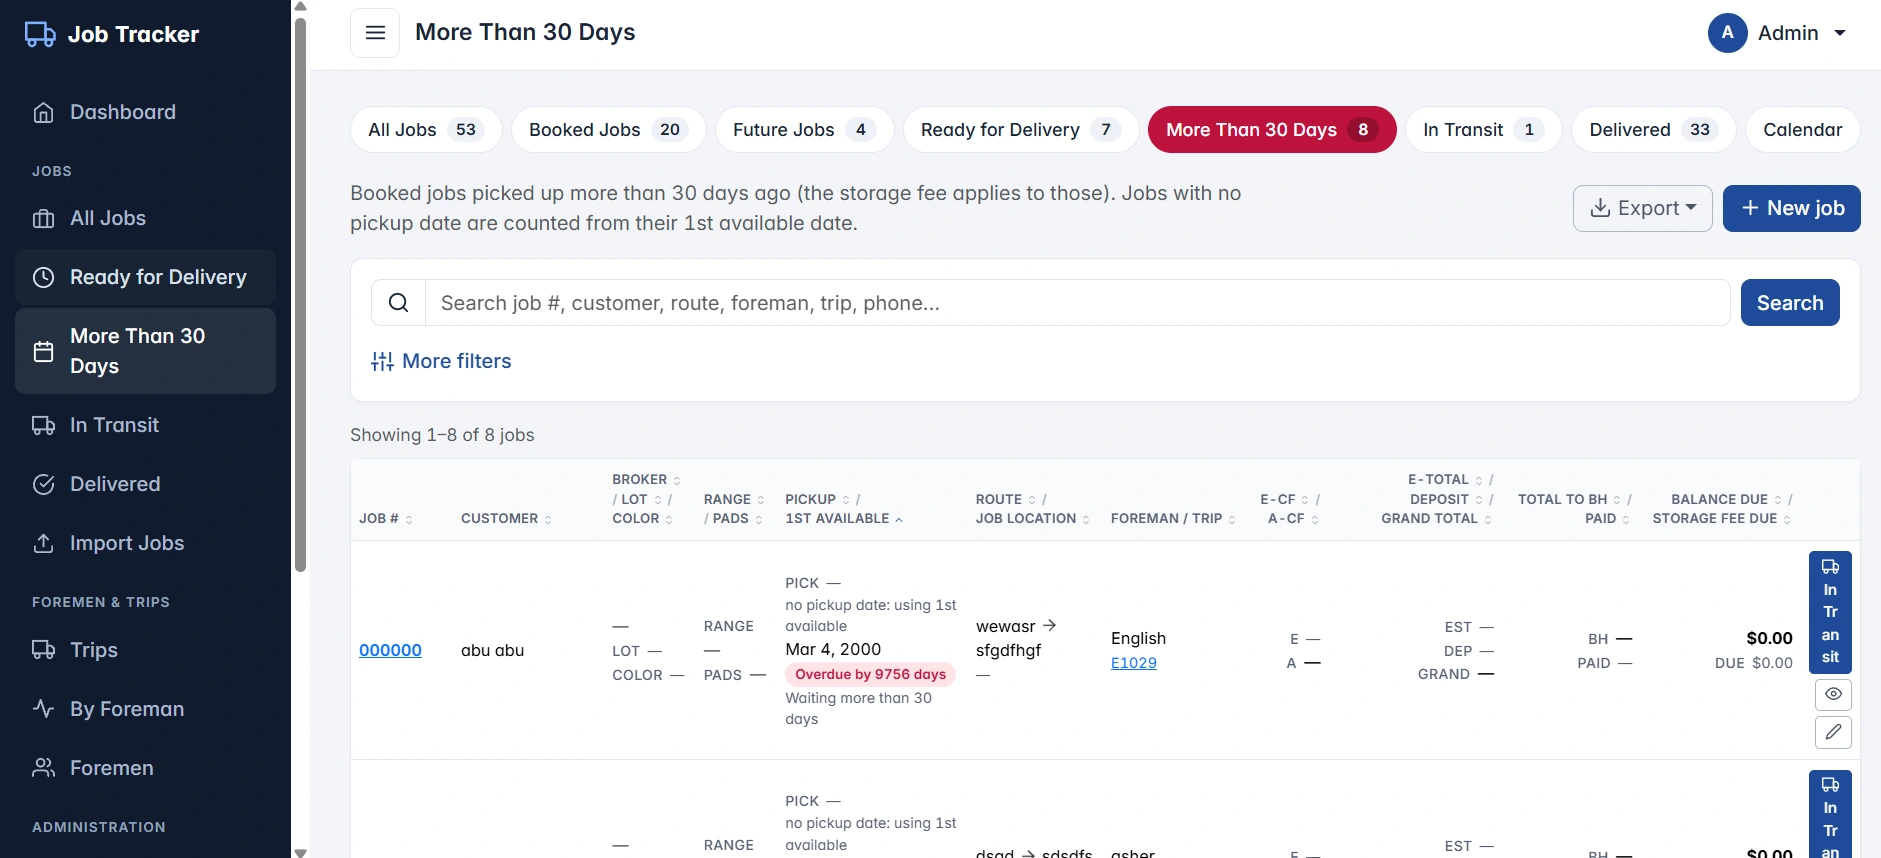 Job Tracker
Dashboard
JOBS
All Jobs
Ready for Delivery
More Than 30
Days
In Transit
Delivered
Import Jobs
FOREMEN & TRIPS
Trips
By Foreman
Foremen
ADMINISTRATION
More Than 30 Days
A Admin
All Jobs 53
Booked Jobs 20
Future Jobs 4
Ready for Delivery 7
More Than 30 Days 8
In Transit 1
Delivered 33
Calendar
Booked jobs picked up more than 30 days ago (the storage fee applies to those). Jobs with no
pickup date are counted from their 1st available date.
Export
+ New job
Search job #, customer, route, foreman, trip, phone...
Search
More filters
Showing 1–8 of 8 jobs
JOB #
CUSTOMER
BROKER
/ LOT /
COLOR
RANGE
/ PADS
PICKUP /
1ST AVAILABLE
ROUTE /
JOB LOCATION
FOREMAN / TRIP
E-CF /
A-CF
E-TOTAL /
DEPOSIT /
GRAND TOTAL
TOTAL TO BH /
PAID
BALANCE DUE /
STORAGE FEE DUE
000000
abu abu
—
LOT —
COLOR —
RANGE
—
PADS —
PICK —
no pickup date: using 1st
available
Mar 4, 2000
Overdue by 9756 days
Waiting more than 30
days
wewasr →
sfgdfhgf
—
English
E1029
E —
A —
EST —
DEP —
GRAND —
BH —
PAID —
$0.00
DUE $0.00
In
Tr
an
sit
—
RANGE
PICK —
no pickup date: using 1st
available
dsgd → sdsdfs
asher
E —
EST —
BH —
$0.00
In
Tr
an